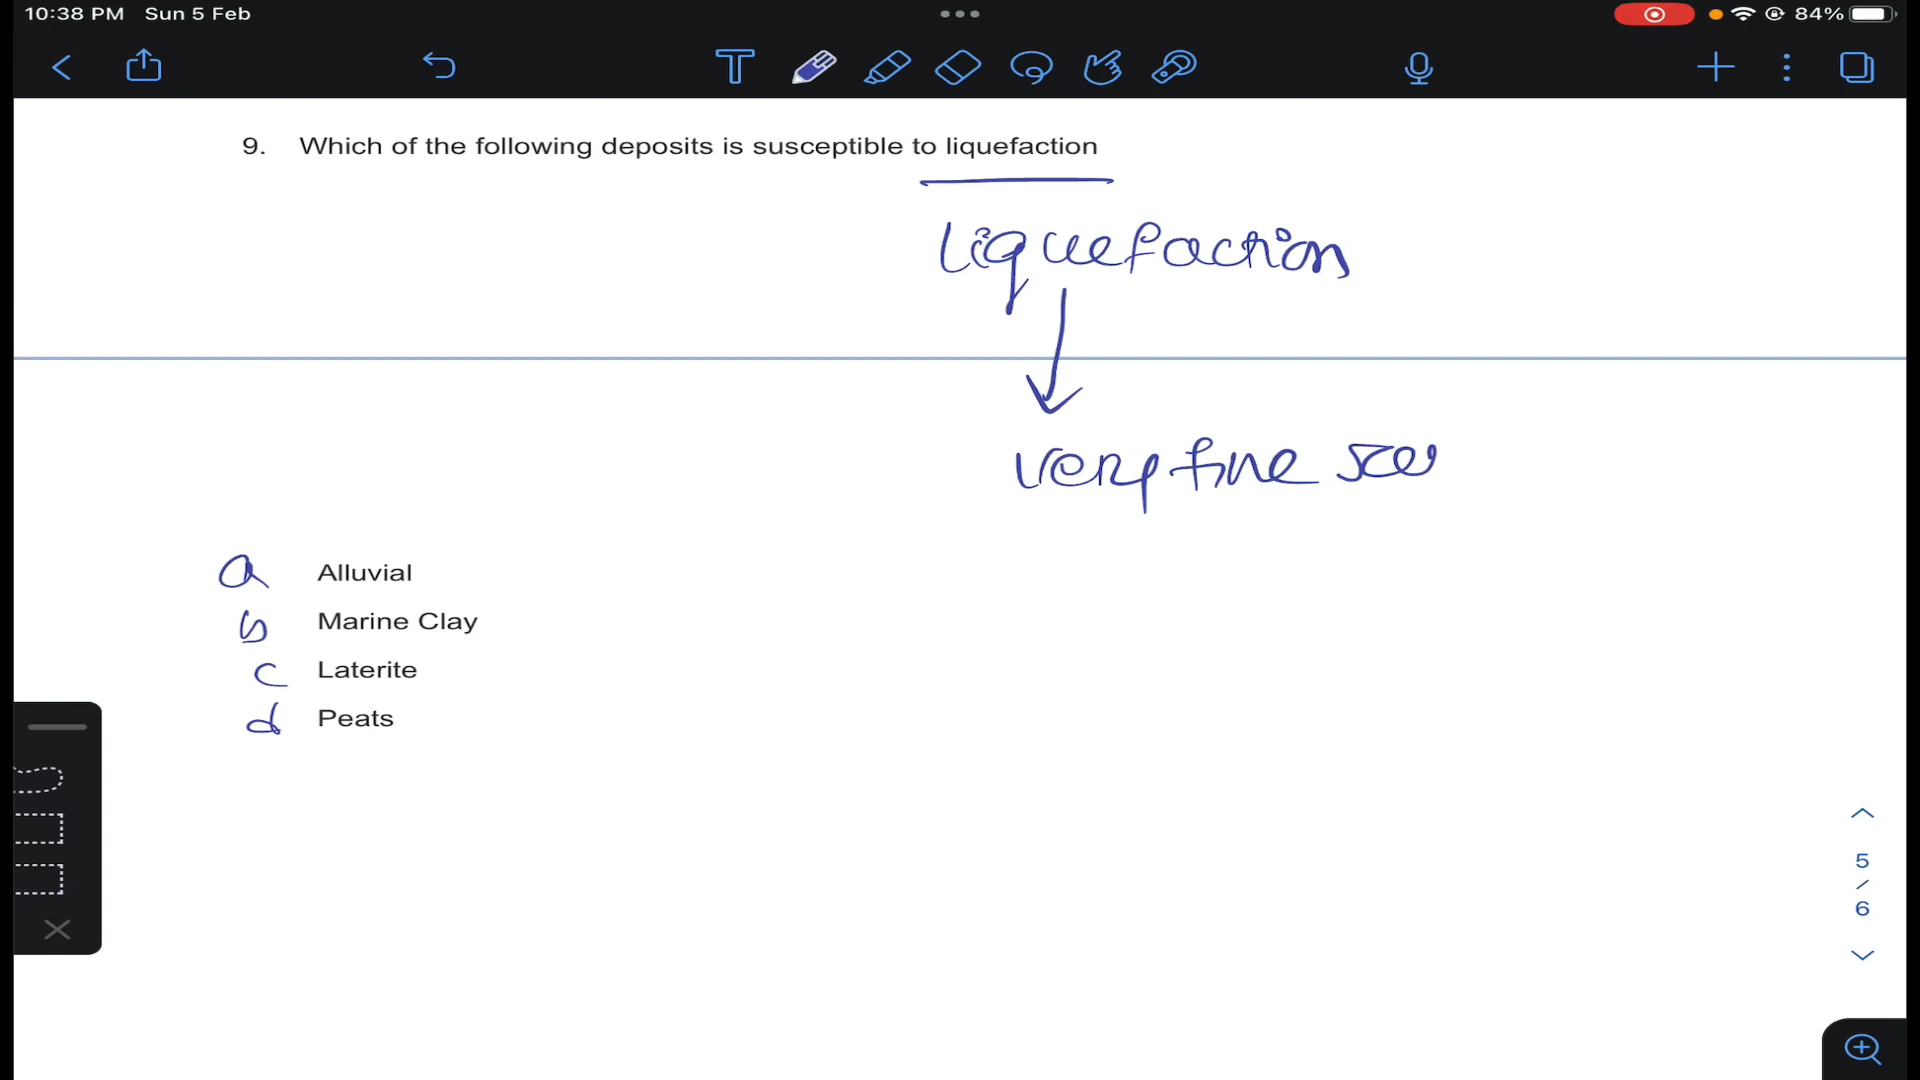 10:38 PM Sun 5 Feb
84%
9. Which of the following deposits is susceptible to liquefaction
Liquefaction
very fine
a Alluvial
b Marine Clay
c Laterite
d Peats
5
/
6